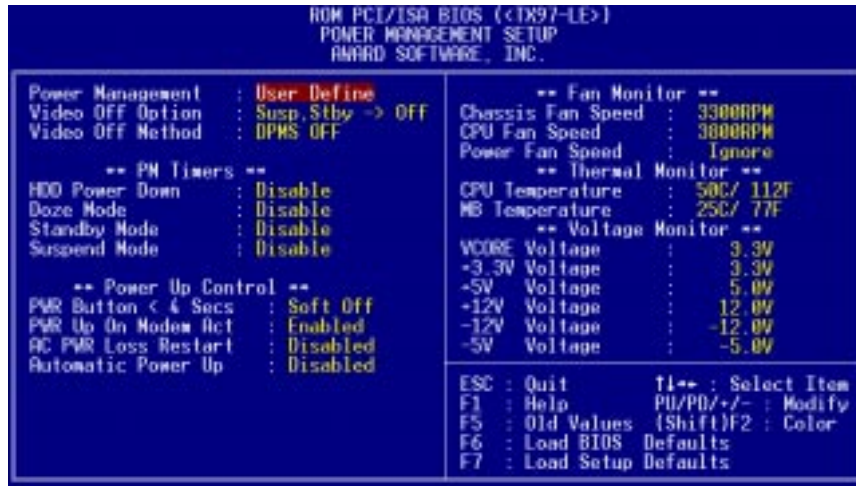 ROM PCI/ISA BIOS (<TX97-LE>)
POWER MANAGEMENT SETUP
AWARD SOFTWARE, INC.
Power Management : User Define
Video Off Option : Susp,Stby -> Off
Video Off Method : DPMS OFF
** PM Timers **
HDD Power Down : Disable
Doze Mode : Disable
Standby Mode : Disable
Suspend Mode : Disable
** Power Up Control **
PWR Button < 4 Secs : Soft Off
PWR Up On Modem Act : Enabled
AC PWR Loss Restart : Disabled
Automatic Power Up : Disabled
** Fan Monitor **
Chassis Fan Speed : 3300RPM
CPU Fan Speed : 3800RPM
Power Fan Speed : Ignore
** Thermal Monitor **
CPU Temperature : 50C/ 112F
MB Temperature : 25C/ 77F
** Voltage Monitor **
VCORE Voltage : 3.3V
+3.3V Voltage : 3.3V
+5V Voltage : 5.0V
+12V Voltage : 12.0V
-12V Voltage : -12.0V
-5V Voltage : -5.0V
ESC : Quit ↑↓→← : Select Item
F1 : Help PU/PD/+/- : Modify
F5 : Old Values (Shift)F2 : Color
F6 : Load BIOS Defaults
F7 : Load Setup Defaults